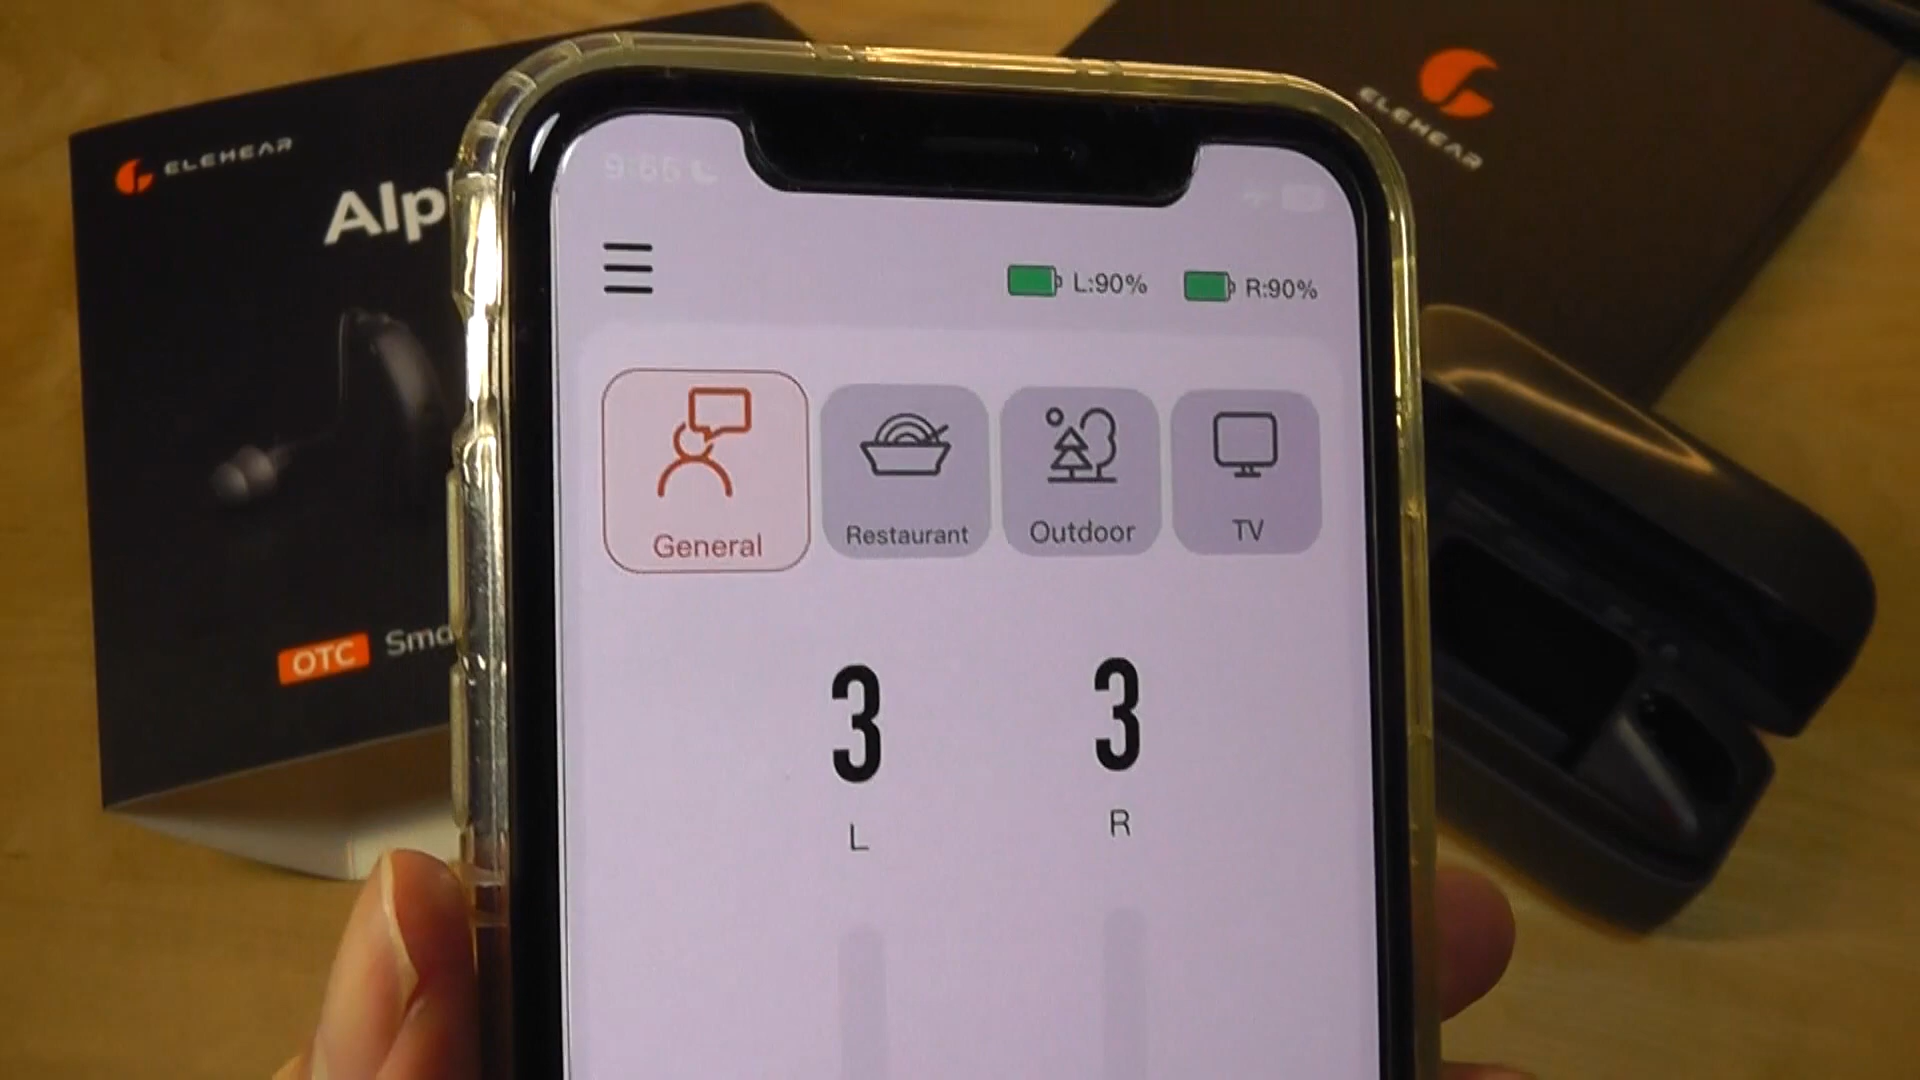 ELEHEAR
Alp
OTC Sma
ELEHEAR
L:90% R:90%
General Restaurant Outdoor TV
3 3
L R